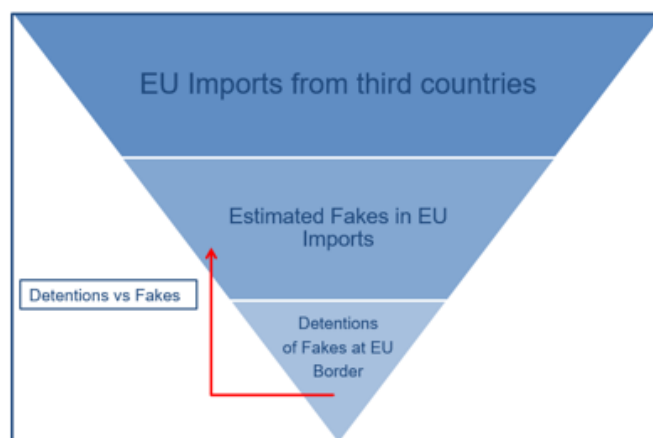 EU Imports from third countries
Estimated Fakes in EU
Imports
Detentions vs Fakes
Detentions
of Fakes at EU
Border